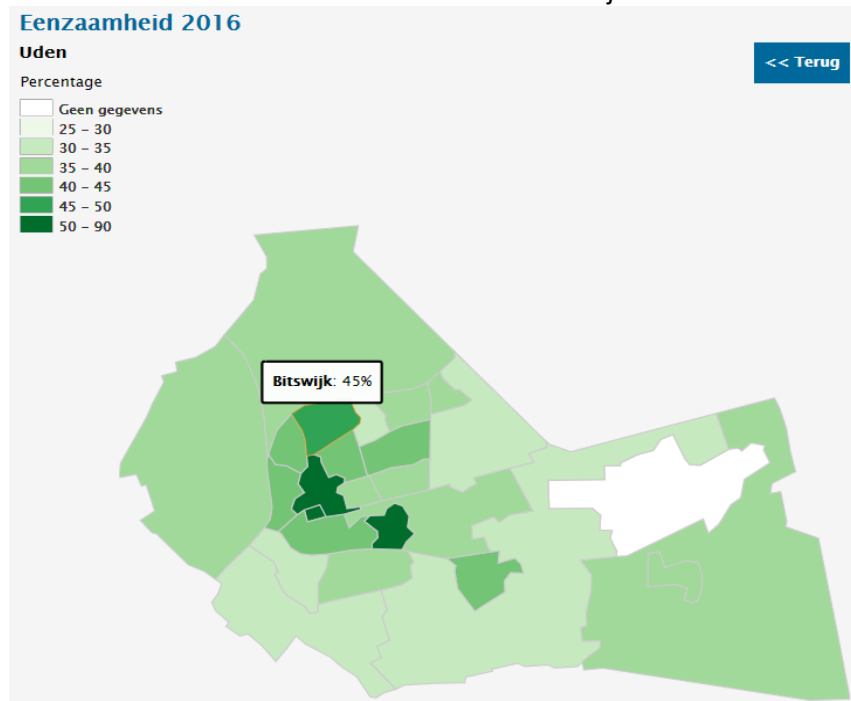 Eenzaamheid 2016
Uden
<< Terug
Percentage
Geen gegevens
25 – 30
30 – 35
35 – 40
40 – 45
45 – 50
50 – 90
Bitswijk: 45%